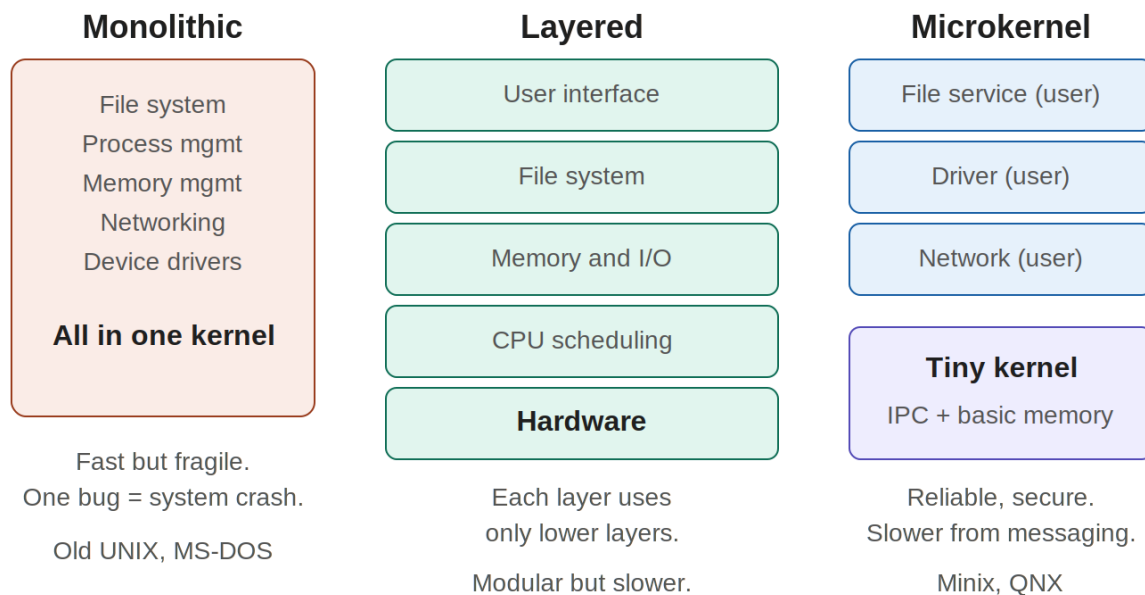 Monolithic
File system
Process mgmt
Memory mgmt
Networking
Device drivers
All in one kernel
Fast but fragile.
One bug = system crash.
Old UNIX, MS-DOS
Layered
User interface
File system
Memory and I/O
CPU scheduling
Hardware
Each layer uses
only lower layers.
Modular but slower.
Microkernel
File service (user)
Driver (user)
Network (user)
Tiny kernel
IPC + basic memory
Reliable, secure.
Slower from messaging.
Minix, QNX